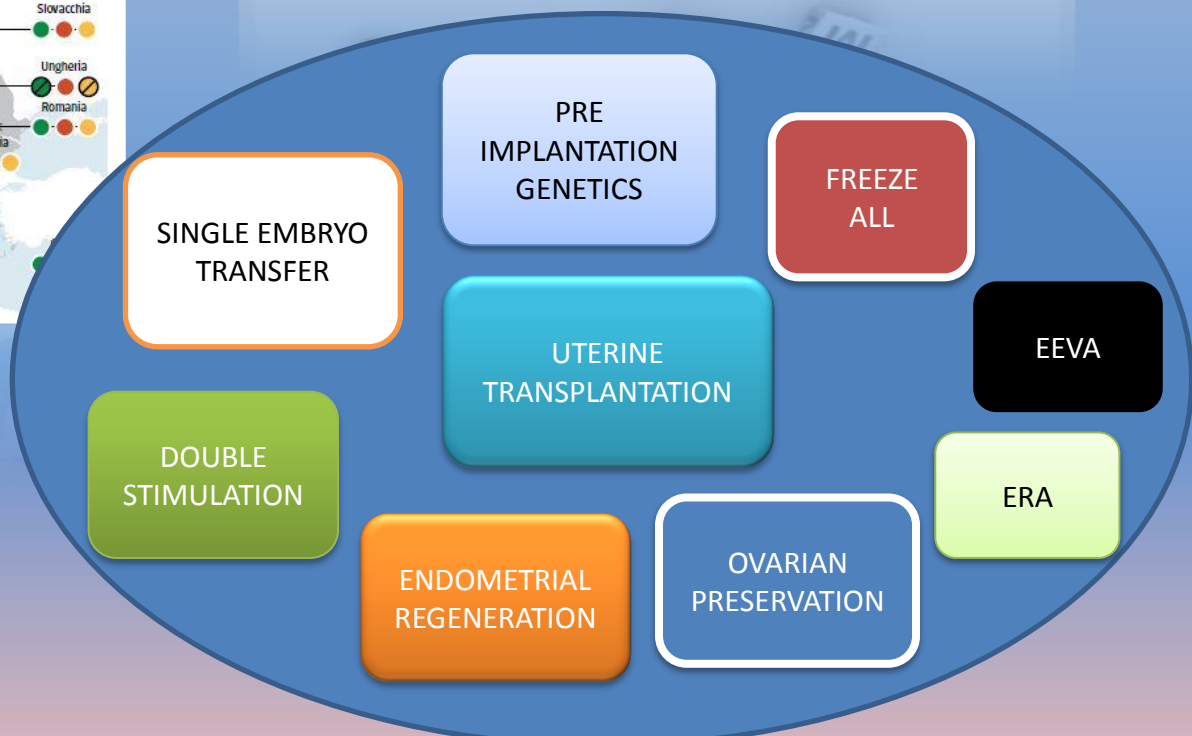 Slovacchia
Ungheria
Romania
PRE
IMPLANTATION
GENETICS
FREEZE
ALL
SINGLE EMBRYO
TRANSFER
UTERINE
TRANSPLANTATION
EEVA
DOUBLE
STIMULATION
ERA
ENDOMETRIAL
REGENERATION
OVARIAN
PRESERVATION